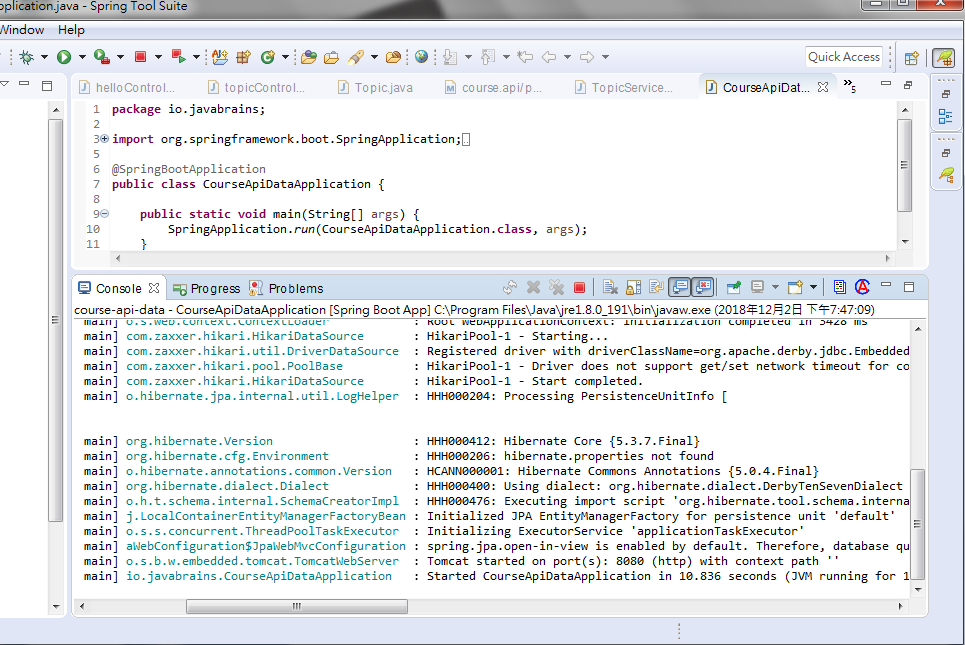 pplication.java - Spring Tool Suite
Window Help
Quick Access
helloControl...
topicControl...
Topic.java
course.api/p...
TopicService...
CourseApiDat...
5
1 package io.javabrains;
2
3 import org.springframework.boot.SpringApplication;
5
6 @SpringBootApplication
7 public class CourseApiDataApplication {
8
9 public static void main(String[] args) {
10 SpringApplication.run(CourseApiDataApplication.class, args);
11 }
Console Progress Problems
course-api-data - CourseApiDataApplication [Spring Boot App] C:\Program Files\Java\jre1.8.0_191\bin\javaw.exe (2018年12月2日 下午7:47:09)
main] o.s.web.context.ContextLoader : Root WebApplicationContext: initialization completed in 3428 ms
main] com.zaxxer.hikari.HikariDataSource : HikariPool-1 - Starting...
main] com.zaxxer.hikari.util.DriverDataSource : Registered driver with driverClassName=org.apache.derby.jdbc.Embedded
main] com.zaxxer.hikari.pool.PoolBase : HikariPool-1 - Driver does not support get/set network timeout for co
main] com.zaxxer.hikari.HikariDataSource : HikariPool-1 - Start completed.
main] o.hibernate.jpa.internal.util.LogHelper : HHH000204: Processing PersistenceUnitInfo [
main] org.hibernate.Version : HHH000412: Hibernate Core {5.3.7.Final}
main] org.hibernate.cfg.Environment : HHH000206: hibernate.properties not found
main] o.hibernate.annotations.common.Version : HCANN000001: Hibernate Commons Annotations {5.0.4.Final}
main] org.hibernate.dialect.Dialect : HHH000400: Using dialect: org.hibernate.dialect.DerbyTenSevenDialect
main] o.h.t.schema.internal.SchemaCreatorImpl : HHH000476: Executing import script 'org.hibernate.tool.schema.interna
main] j.LocalContainerEntityManagerFactoryBean : Initialized JPA EntityManagerFactory for persistence unit 'default'
main] o.s.s.concurrent.ThreadPoolTaskExecutor : Initializing ExecutorService 'applicationTaskExecutor'
main] aWebConfiguration$JpaWebMvcConfiguration : spring.jpa.open-in-view is enabled by default. Therefore, database qu
main] o.s.b.w.embedded.tomcat.TomcatWebServer : Tomcat started on port(s): 8080 (http) with context path ''
main] io.javabrains.CourseApiDataApplication : Started CourseApiDataApplication in 10.836 seconds (JVM running for 1